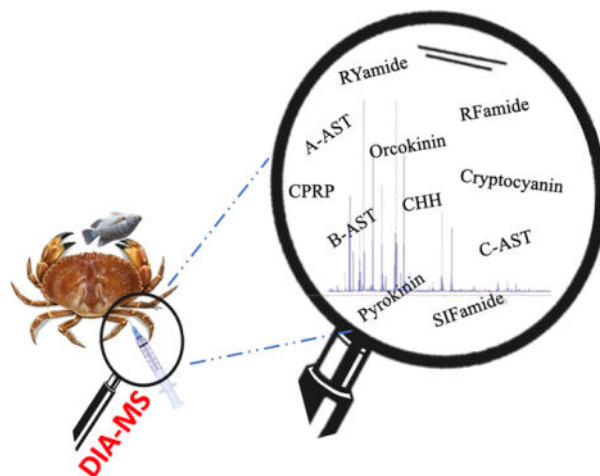 RYamide
RFamide
A-AST
Orcokinin
Cryptocyanin
CPRP
CHH
B-AST
C-AST
Pyrokinin
SIFamide
DIA-MS